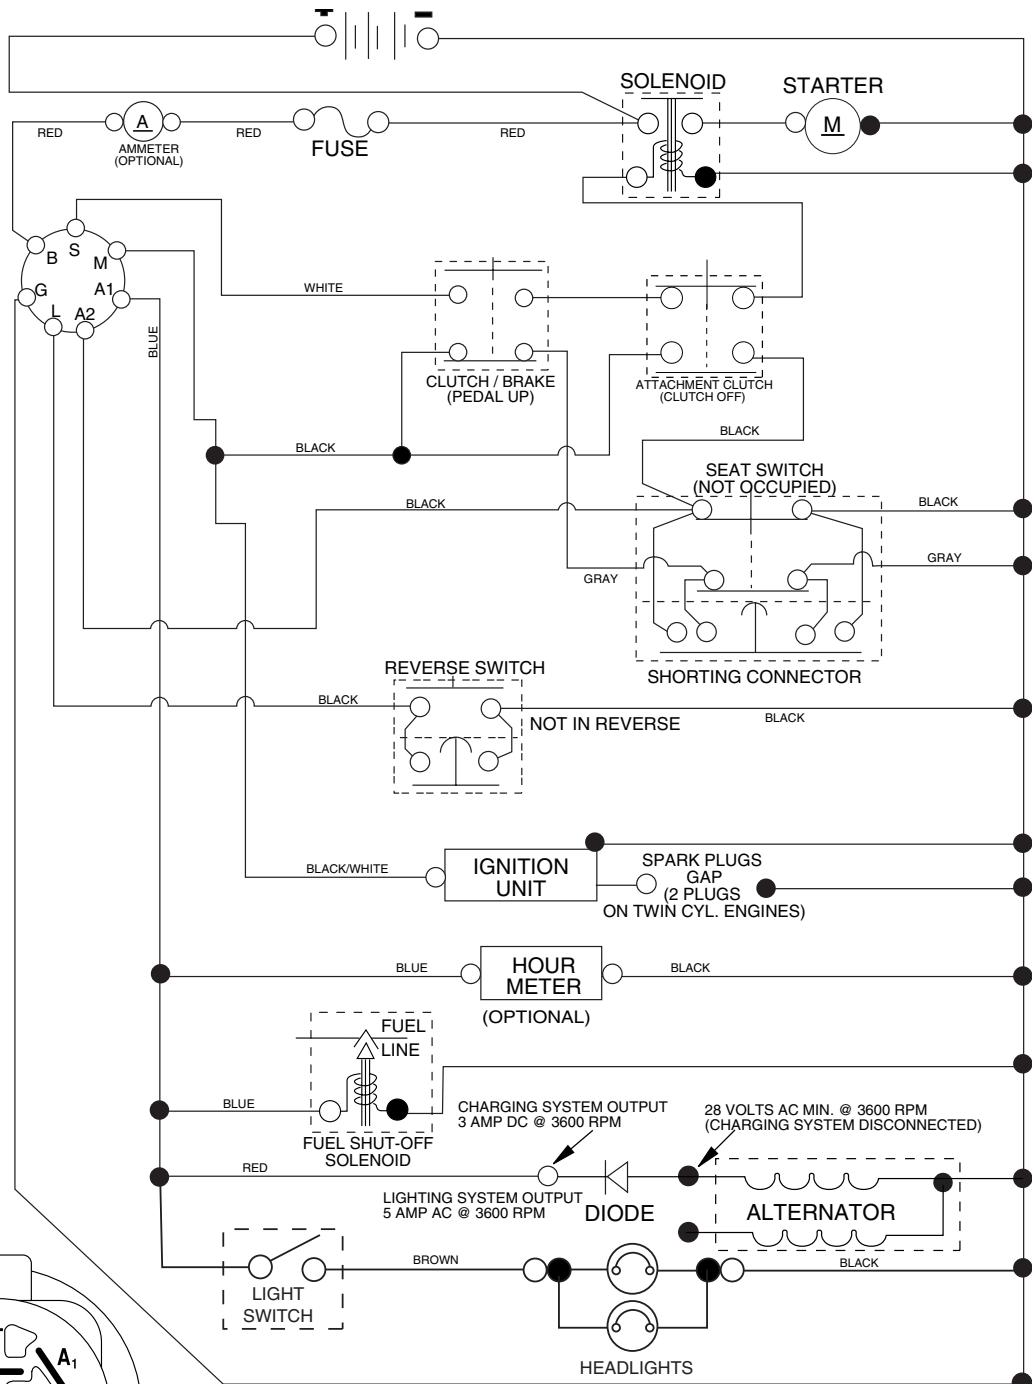 + -
SOLENOID
STARTER
RED
A
RED
RED
M
AMMETER
(OPTIONAL)
FUSE
B
S
M
G
A1
L
A2
WHITE
BLUE
CLUTCH / BRAKE
(PEDAL UP)
ATTACHMENT CLUTCH
(CLUTCH OFF)
BLACK
BLACK
SEAT SWITCH
(NOT OCCUPIED)
BLACK
BLACK
GRAY
GRAY
SHORTING CONNECTOR
REVERSE SWITCH
BLACK
NOT IN REVERSE
BLACK
BLACK/WHITE
IGNITION
UNIT
SPARK PLUGS
GAP
(2 PLUGS
ON TWIN CYL. ENGINES)
BLUE
HOUR
METER
BLACK
(OPTIONAL)
FUEL
LINE
BLUE
FUEL SHUT-OFF
SOLENOID
CHARGING SYSTEM OUTPUT
3 AMP DC @ 3600 RPM
28 VOLTS AC MIN. @ 3600 RPM
(CHARGING SYSTEM DISCONNECTED)
RED
LIGHTING SYSTEM OUTPUT
5 AMP AC @ 3600 RPM
DIODE
ALTERNATOR
BROWN
BLACK
LIGHT
SWITCH
HEADLIGHTS
A1